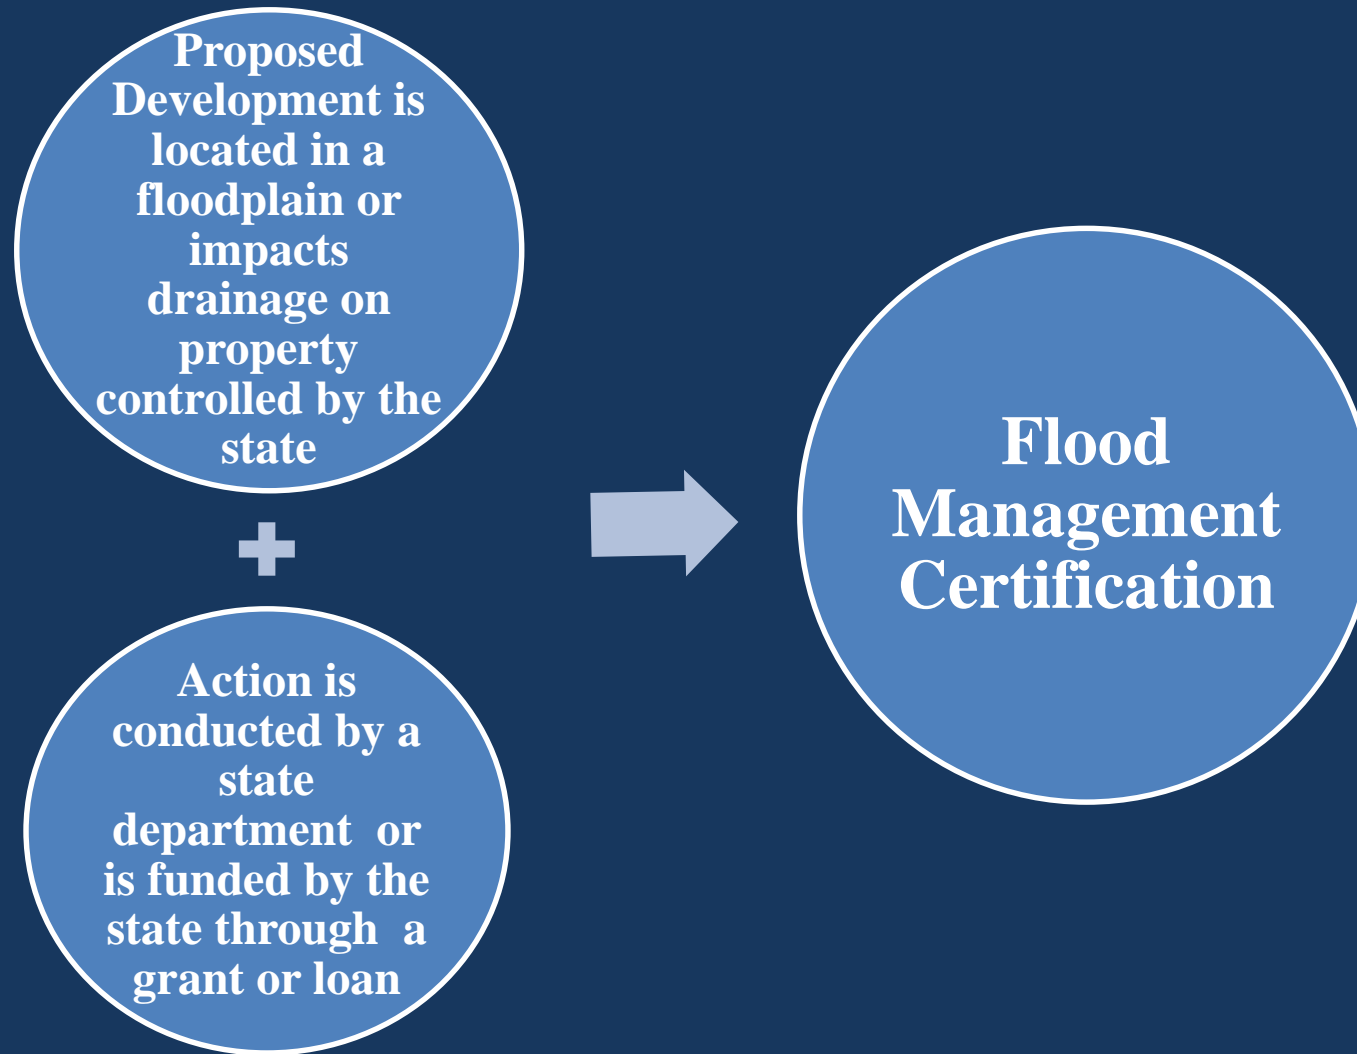 Proposed
Development is
located in a
floodplain or
impacts
drainage on
property
controlled by the
state
Action is
conducted by a
state
department  or
is funded by the
state through  a
grant or loan
Flood
Management
Certification